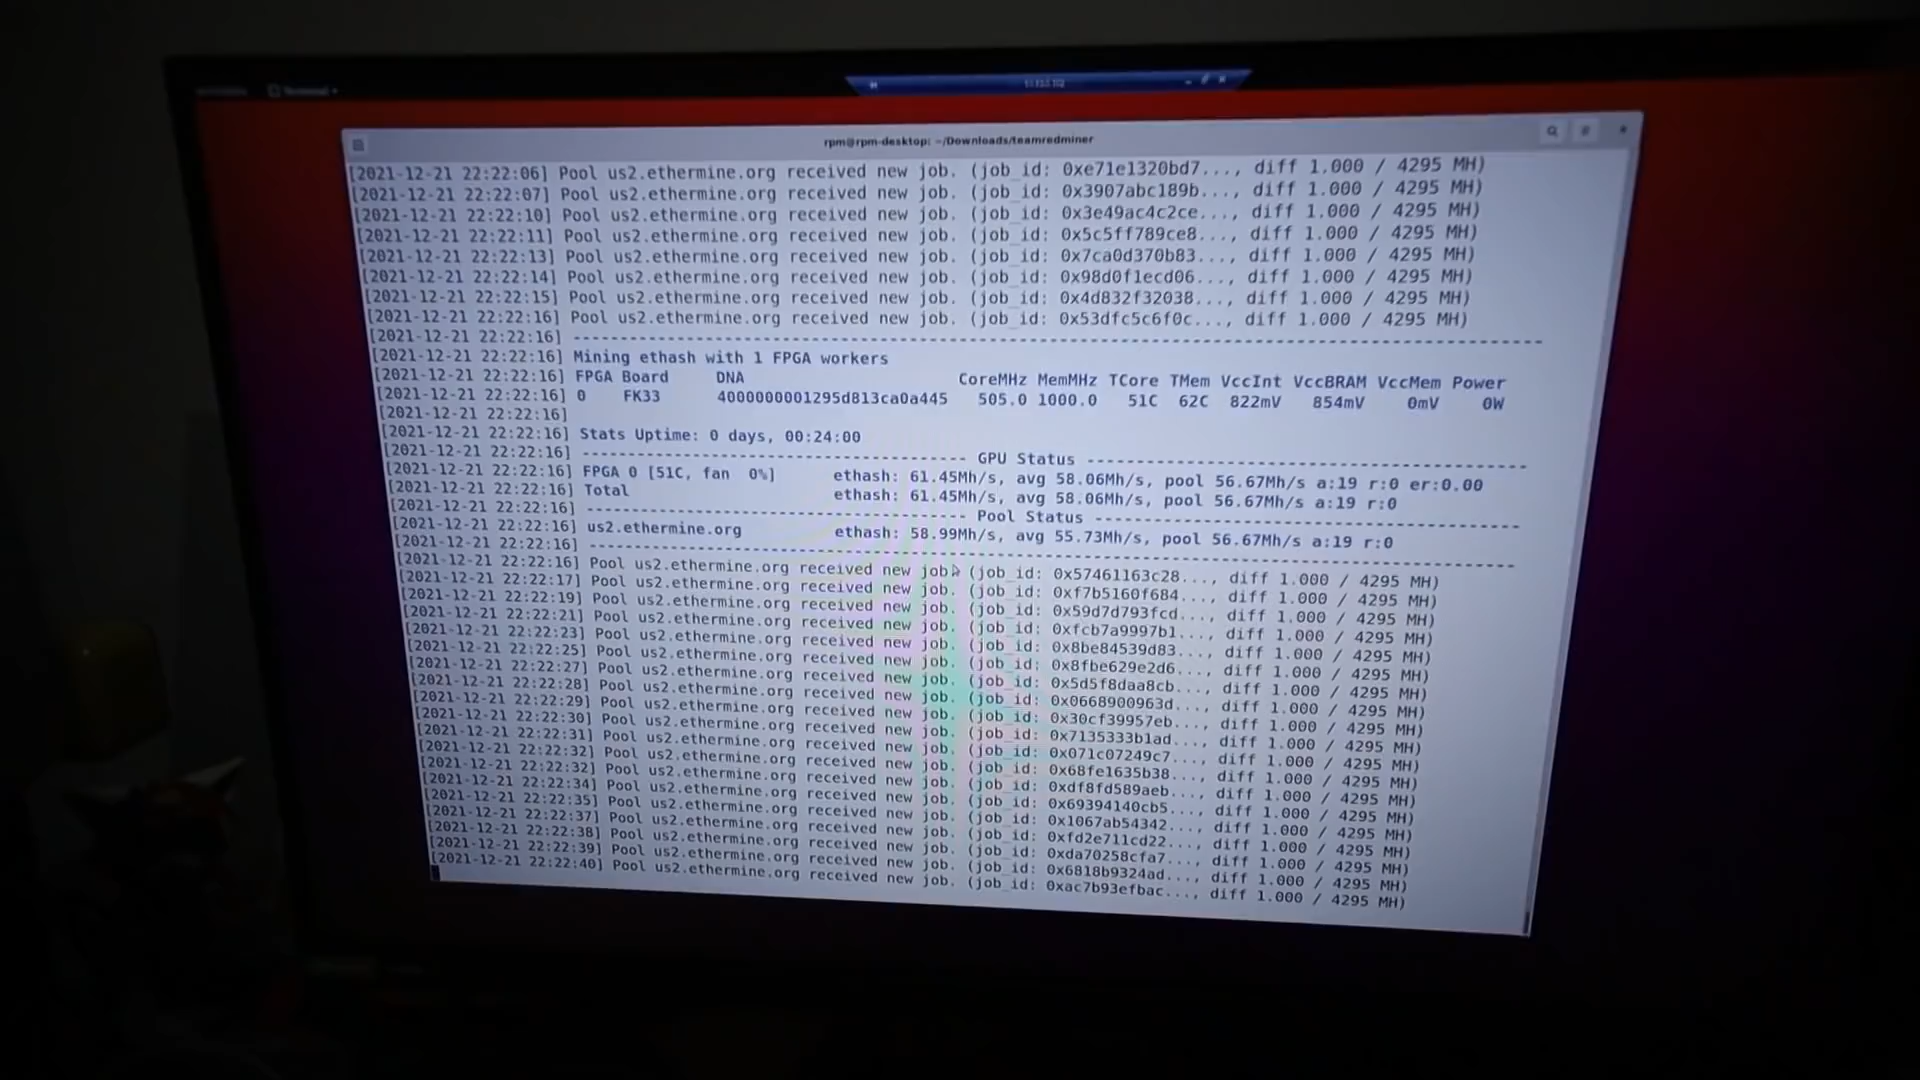 Terminal
rpm@rpm-desktop: ~/Downloads/teamredminer
[2021-12-21 22:22:06] Pool us2.ethermine.org received new job. (job_id: 0xe71e1320bd7..., diff 1.000 / 4295 MH)
[2021-12-21 22:22:07] Pool us2.ethermine.org received new job. (job_id: 0x3907abc189b..., diff 1.000 / 4295 MH)
[2021-12-21 22:22:10] Pool us2.ethermine.org received new job. (job_id: 0x3e49ac4c2ce..., diff 1.000 / 4295 MH)
[2021-12-21 22:22:11] Pool us2.ethermine.org received new job. (job_id: 0x5c5ff789ce8..., diff 1.000 / 4295 MH)
[2021-12-21 22:22:13] Pool us2.ethermine.org received new job. (job_id: 0x7ca0d370b83..., diff 1.000 / 4295 MH)
[2021-12-21 22:22:14] Pool us2.ethermine.org received new job. (job_id: 0x98d0f1ecd06..., diff 1.000 / 4295 MH)
[2021-12-21 22:22:15] Pool us2.ethermine.org received new job. (job_id: 0x4d832f32038..., diff 1.000 / 4295 MH)
[2021-12-21 22:22:16] Pool us2.ethermine.org received new job. (job_id: 0x53dfc5c6f0c..., diff 1.000 / 4295 MH)
[2021-12-21 22:22:16] ------------------------------------------------------------
[2021-12-21 22:22:16] Mining ethash with 1 FPGA workers
[2021-12-21 22:22:16] FPGA Board DNA CoreMHz MemMHz TCore TMem VccInt VccBRAM VccMem Power
[2021-12-21 22:22:16] 0 FK33 4000000001295d813ca0a445 505.0 1000.0 51C 62C 822mV 854mV 0mV 0W
[2021-12-21 22:22:16]
[2021-12-21 22:22:16] Stats Uptime: 0 days, 00:24:00
[2021-12-21 22:22:16] ------------------------------ GPU Status ------------------------------
[2021-12-21 22:22:16] FPGA 0 [51C, fan 0%] ethash: 61.45Mh/s, avg 58.06Mh/s, pool 56.67Mh/s a:19 r:0 er:0.00
[2021-12-21 22:22:16] Total ethash: 61.45Mh/s, avg 58.06Mh/s, pool 56.67Mh/s a:19 r:0
[2021-12-21 22:22:16] ------------------------------ Pool Status ------------------------------
[2021-12-21 22:22:16] us2.ethermine.org ethash: 58.99Mh/s, avg 55.73Mh/s, pool 56.67Mh/s a:19 r:0
[2021-12-21 22:22:16] ------------------------------------------------------------
[2021-12-21 22:22:16] Pool us2.ethermine.org received new job. (job_id: 0x57461163c28..., diff 1.000 / 4295 MH)
[2021-12-21 22:22:17] Pool us2.ethermine.org received new job. (job_id: 0xf7b5160f684..., diff 1.000 / 4295 MH)
[2021-12-21 22:22:19] Pool us2.ethermine.org received new job. (job_id: 0x59d7d793fcd..., diff 1.000 / 4295 MH)
[2021-12-21 22:22:21] Pool us2.ethermine.org received new job. (job_id: 0xfcb7a9997b1..., diff 1.000 / 4295 MH)
[2021-12-21 22:22:23] Pool us2.ethermine.org received new job. (job_id: 0x8be84539d83..., diff 1.000 / 4295 MH)
[2021-12-21 22:22:25] Pool us2.ethermine.org received new job. (job_id: 0x8fbe629e2d6..., diff 1.000 / 4295 MH)
[2021-12-21 22:22:27] Pool us2.ethermine.org received new job. (job_id: 0x5d5f8daa8cb..., diff 1.000 / 4295 MH)
[2021-12-21 22:22:28] Pool us2.ethermine.org received new job. (job_id: 0x0668900963d..., diff 1.000 / 4295 MH)
[2021-12-21 22:22:29] Pool us2.ethermine.org received new job. (job_id: 0x30cf39957eb..., diff 1.000 / 4295 MH)
[2021-12-21 22:22:30] Pool us2.ethermine.org received new job. (job_id: 0x7135333b1ad..., diff 1.000 / 4295 MH)
[2021-12-21 22:22:31] Pool us2.ethermine.org received new job. (job_id: 0x071c07249c7..., diff 1.000 / 4295 MH)
[2021-12-21 22:22:32] Pool us2.ethermine.org received new job. (job_id: 0x68fe1635b38..., diff 1.000 / 4295 MH)
[2021-12-21 22:22:32] Pool us2.ethermine.org received new job. (job_id: 0xdf8fd589aeb..., diff 1.000 / 4295 MH)
[2021-12-21 22:22:34] Pool us2.ethermine.org received new job. (job_id: 0x69394140cb5..., diff 1.000 / 4295 MH)
[2021-12-21 22:22:35] Pool us2.ethermine.org received new job. (job_id: 0x1067ab54342..., diff 1.000 / 4295 MH)
[2021-12-21 22:22:37] Pool us2.ethermine.org received new job. (job_id: 0xfd2e711cd22..., diff 1.000 / 4295 MH)
[2021-12-21 22:22:38] Pool us2.ethermine.org received new job. (job_id: 0xda70258cfa7..., diff 1.000 / 4295 MH)
[2021-12-21 22:22:39] Pool us2.ethermine.org received new job. (job_id: 0x6818b9324ad..., diff 1.000 / 4295 MH)
[2021-12-21 22:22:40] Pool us2.ethermine.org received new job. (job_id: 0xac7b93efbac..., diff 1.000 / 4295 MH)